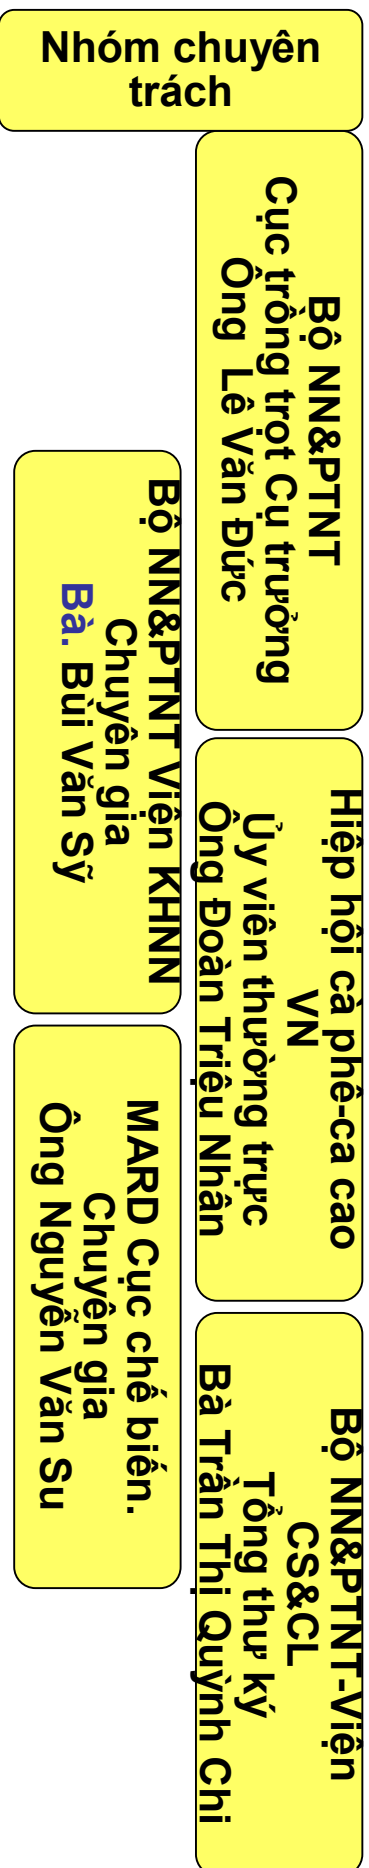 Nhóm chuyên
trách
Bộ NN&PTNT
Cục trồng trọt Cụ trưởng
Ông Lê Văn Đức
Hiệp hội cà phê-ca cao
VN
Ủy viên thường trực
Ông Đoàn Triệu Nhân
Bộ NN&PTNT-Viện
CS&CL
Tổng thư ký
Bà Trần Thị Quỳnh Chi
Bộ NN&PTNT Viện KHNN
Chuyên gia
Bà. Bùi Văn Sỹ
MARD Cục chế biến.
Chuyên gia
Ông Nguyễn Văn Su